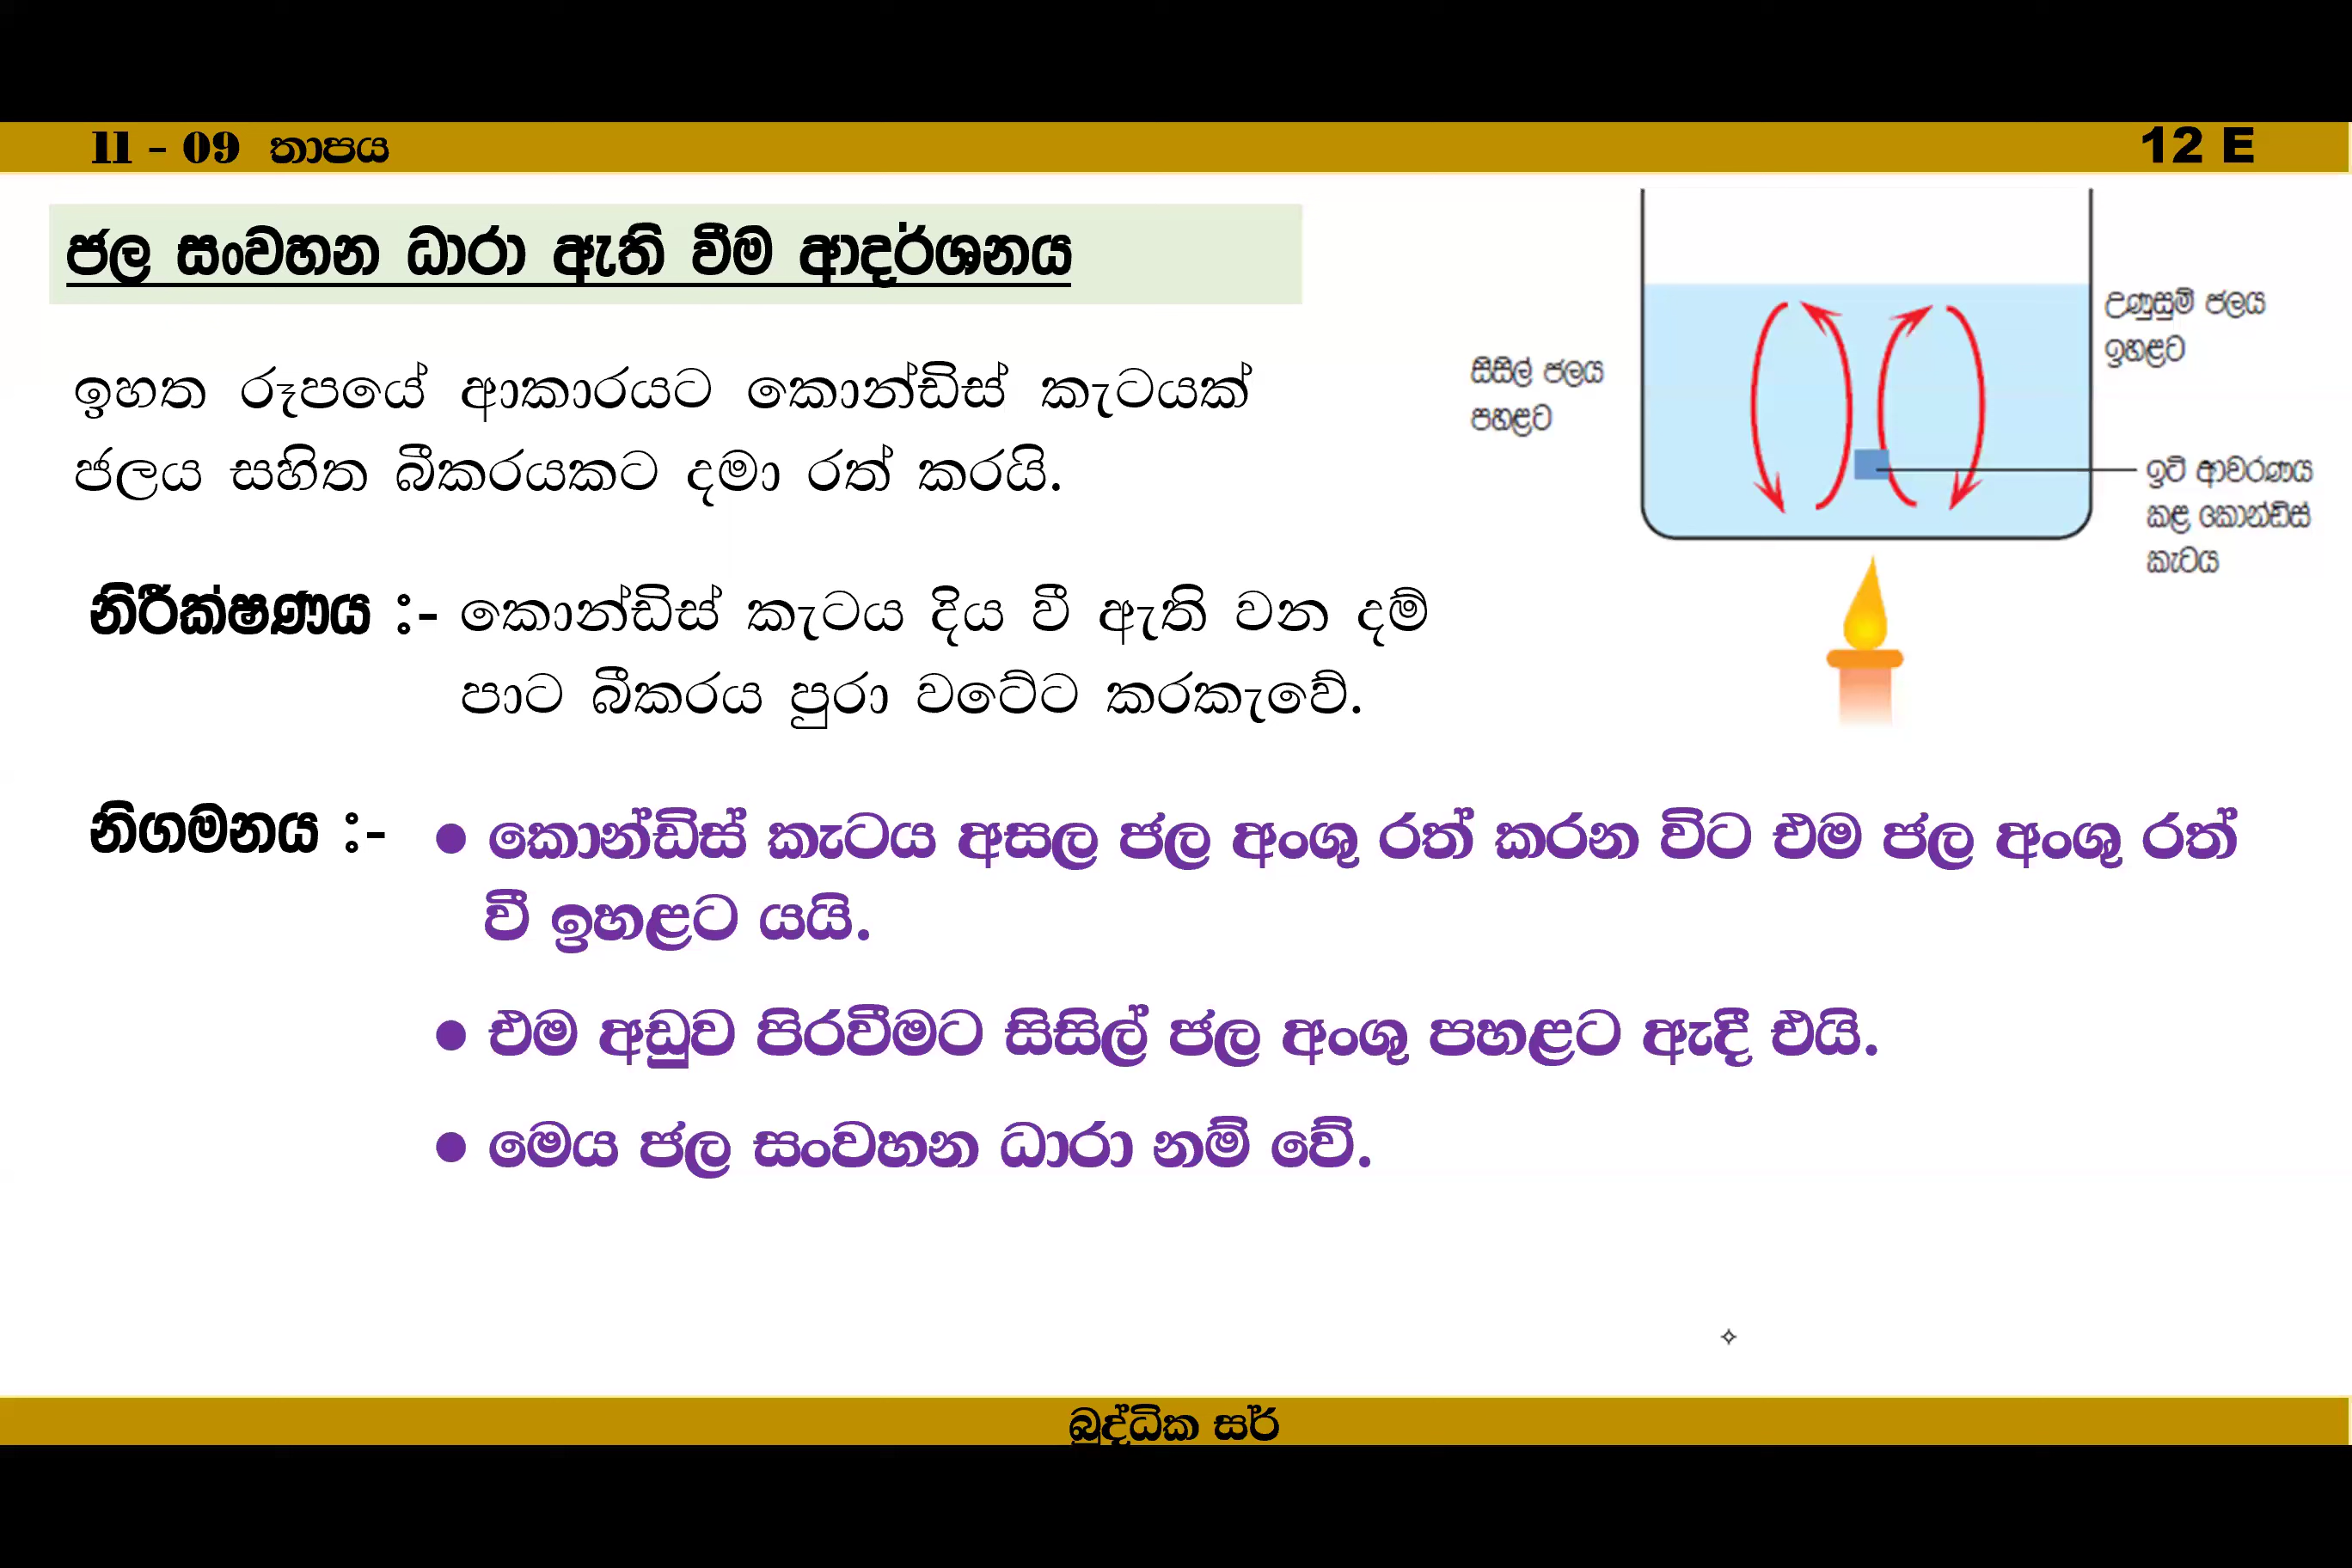 11 - 09 තාපය
12 E
ජල සංවහන ධාරා ඇති වීම ආදර්ශනය
ඉහත රූපයේ ආකාරයට කොන්ඩිස් කැටයක්
ජලය සහිත බීකරයකට දමා රත් කරයි.
උණුසුම් ජලය
ඉහළට
සිසිල් ජලය
පහළට
ඉටි ආවරණය
කළ කොන්ඩිස්
කැටය
නිරීක්ෂණය :- කොන්ඩිස් කැටය දිය වී ඇති වන දම්
පාට බීකරය පුරා වටේට කරකැවේ.
නිගමනය :- ● කොන්ඩිස් කැටය අසල ජල අංශු රත් කරන විට එම ජල අංශු රත්
වී ඉහළට යයි.
● එම අඩුව පිරවීමට සිසිල් ජල අංශු පහළට ඇදී එයි.
● මෙය ජල සංවහන ධාරා නම් වේ.
බුද්ධික සර්